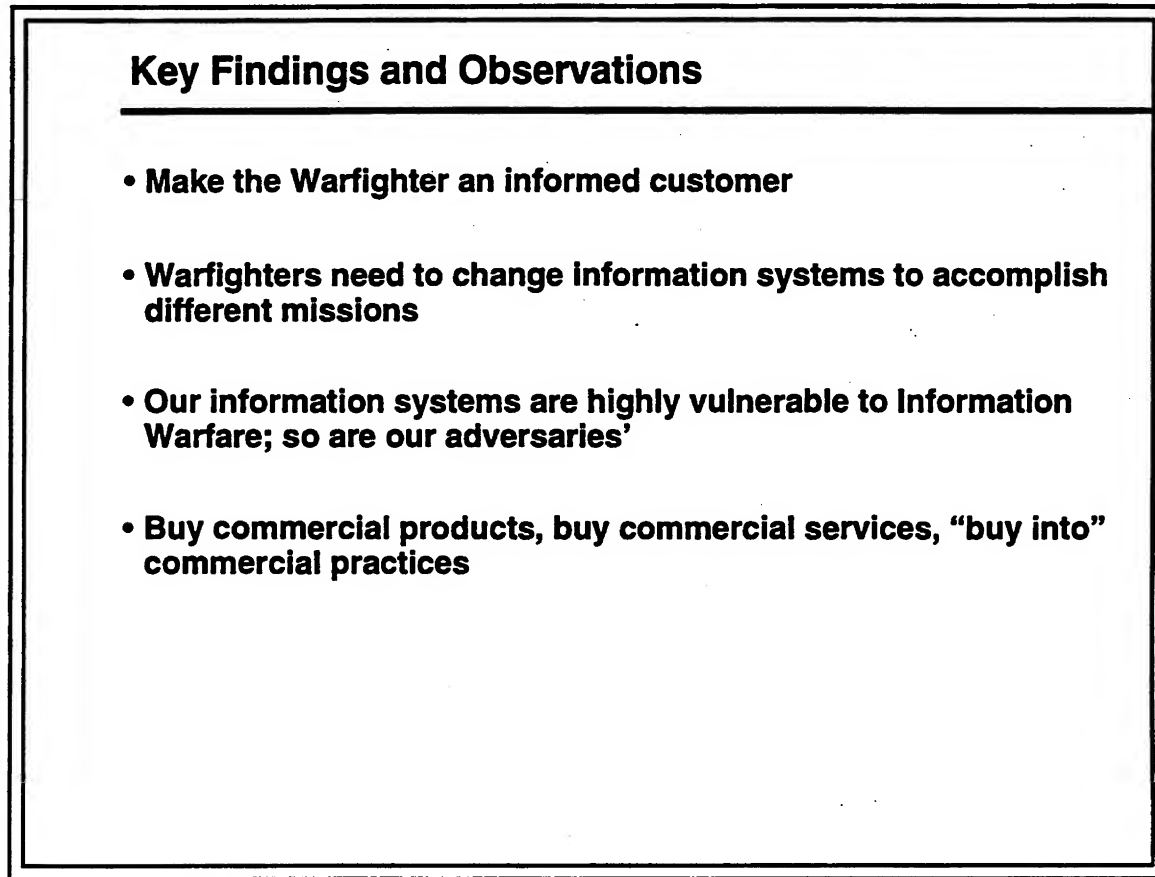 Key Findings and Observations
• Make the Warfighter an informed customer
• Warfighters need to change information systems to accomplish
different missions
• Our information systems are highly vulnerable to Information
Warfare; so are our adversaries’
• Buy commercial products, buy commercial services, “buy into”
commercial practices